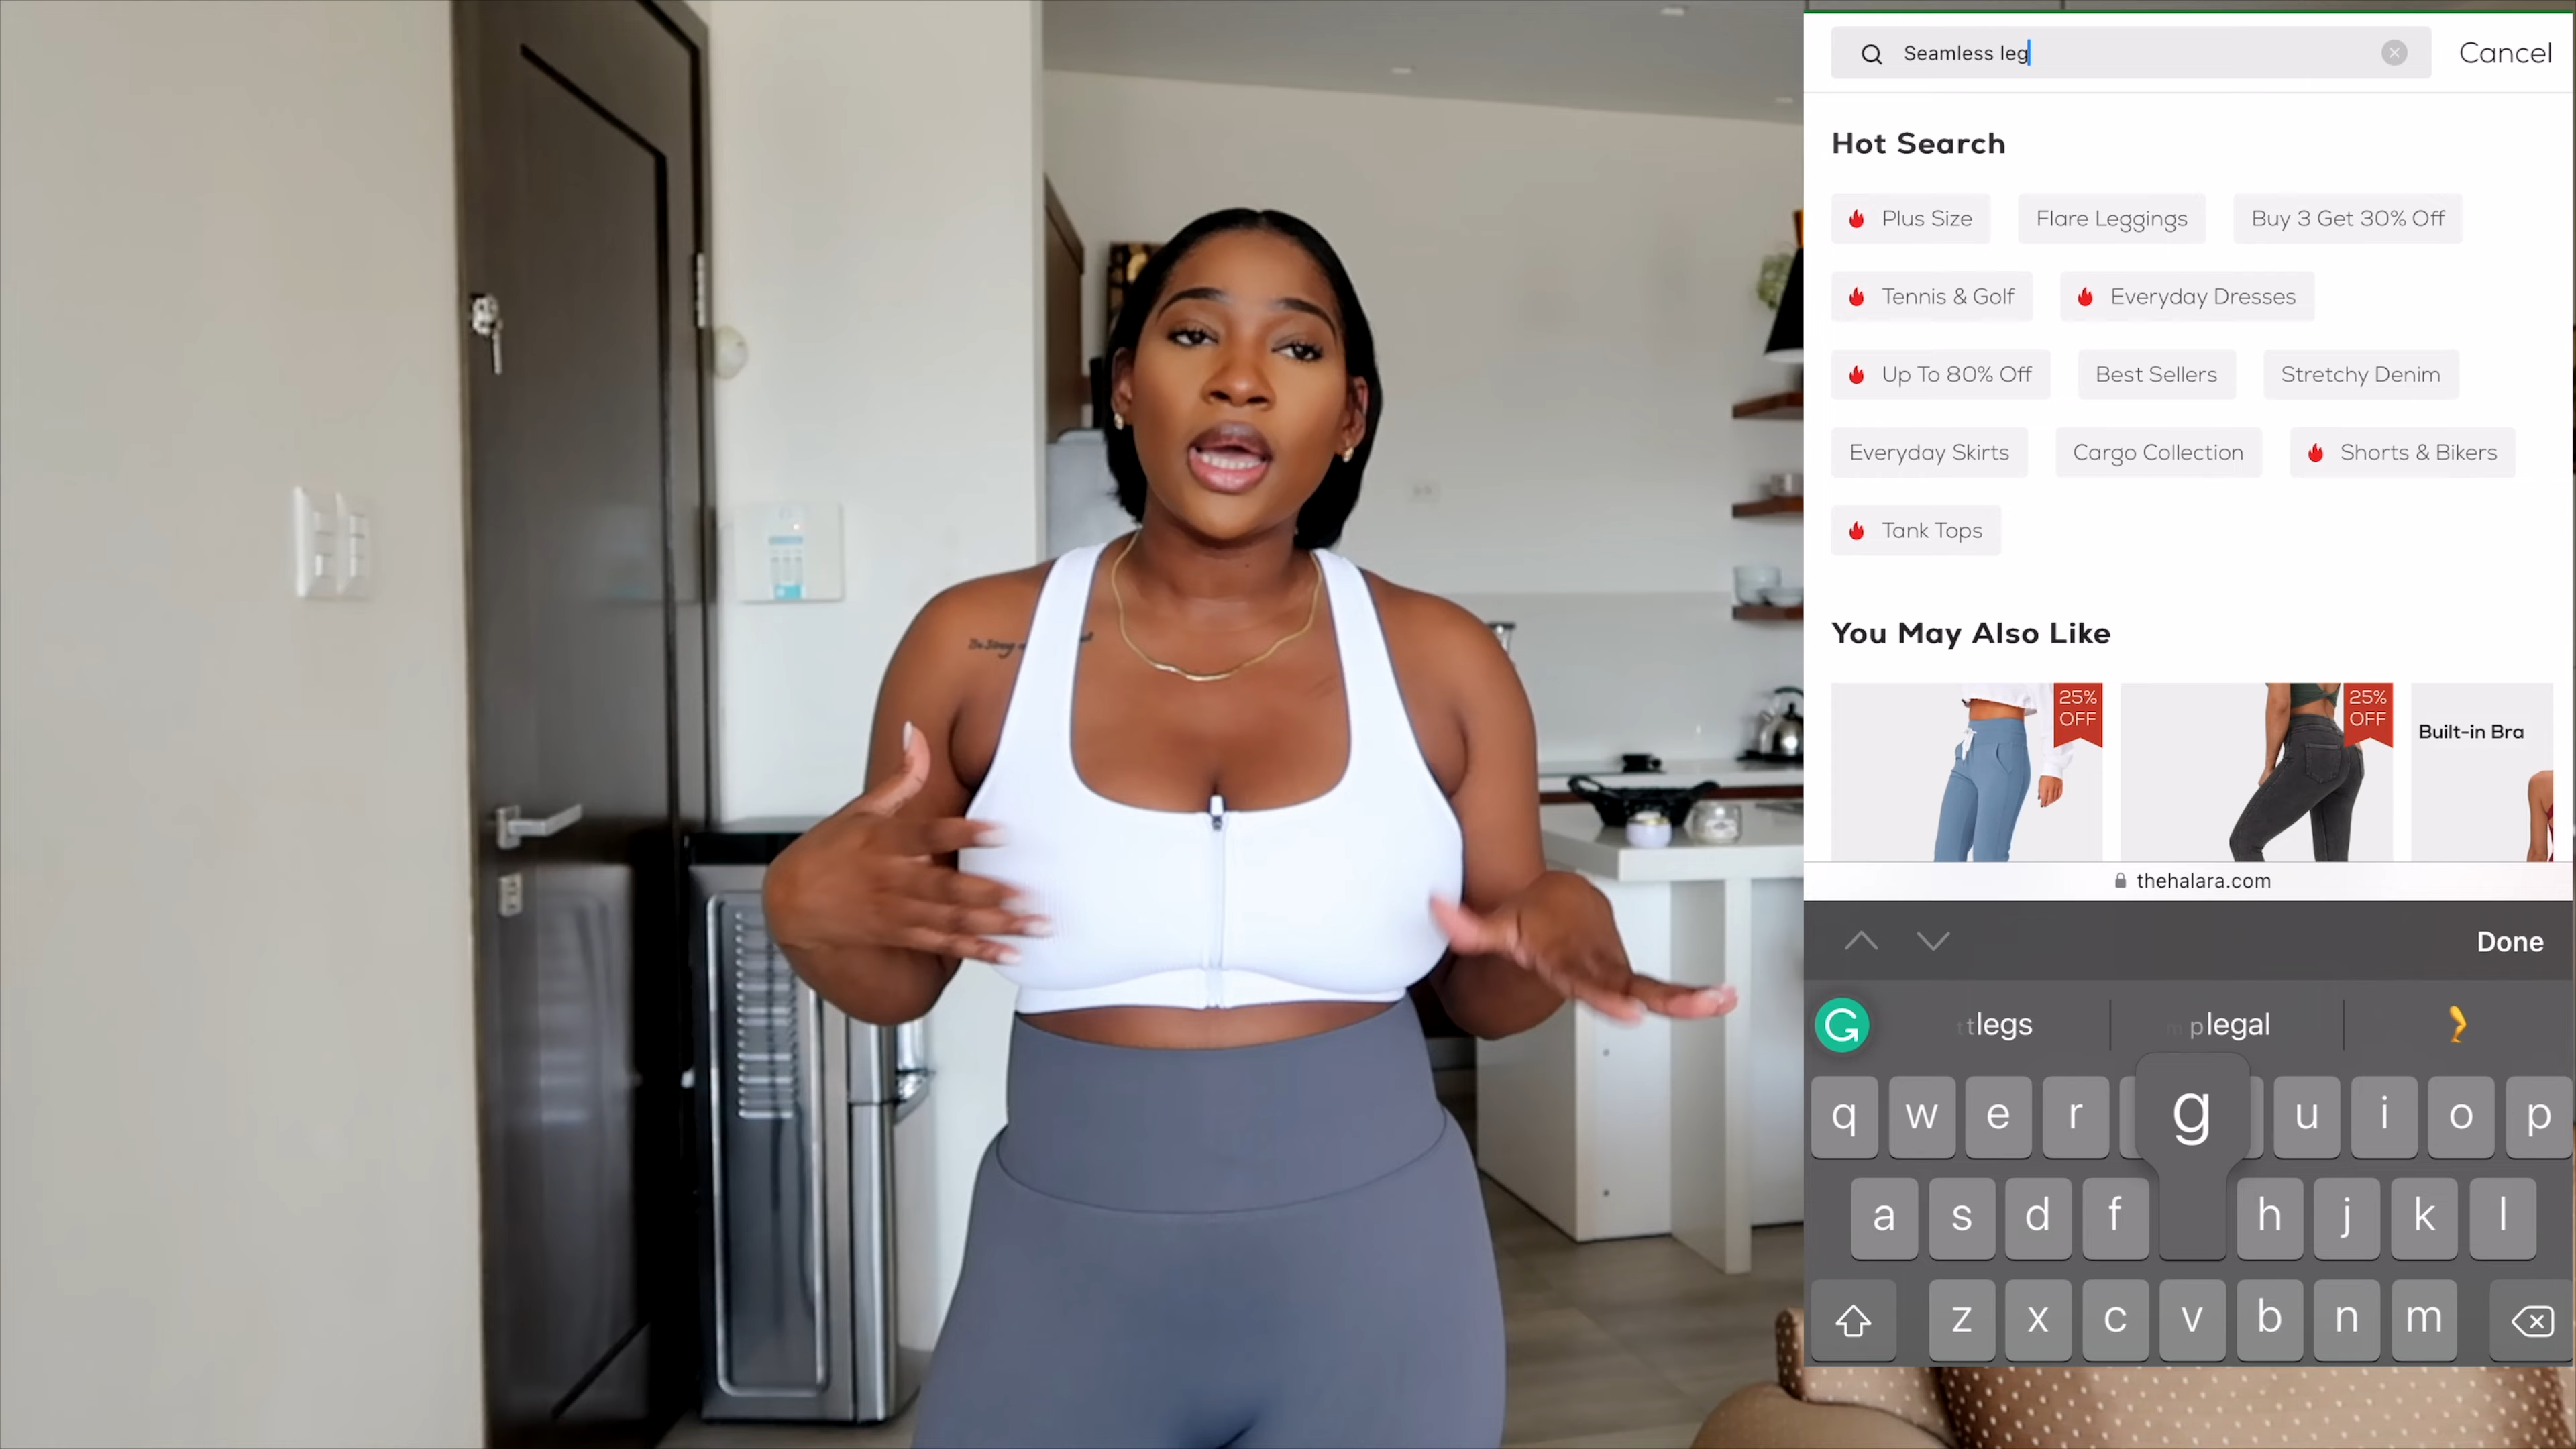 Seamless leg
Cancel
Hot Search
Plus Size
Flare Leggings
Buy 3 Get 30% Off
Tennis & Golf
Everyday Dresses
Up To 80% Off
Best Sellers
Stretchy Denim
Everyday Skirts
Cargo Collection
Shorts & Bikers
Tank Tops
You May Also Like
25%
OFF
25%
OFF
Built-in Bra
thehalara.com
Done
legs
legal
q w e r g u i o p
a s d f h j k l
z x c v b n m
Be Strong